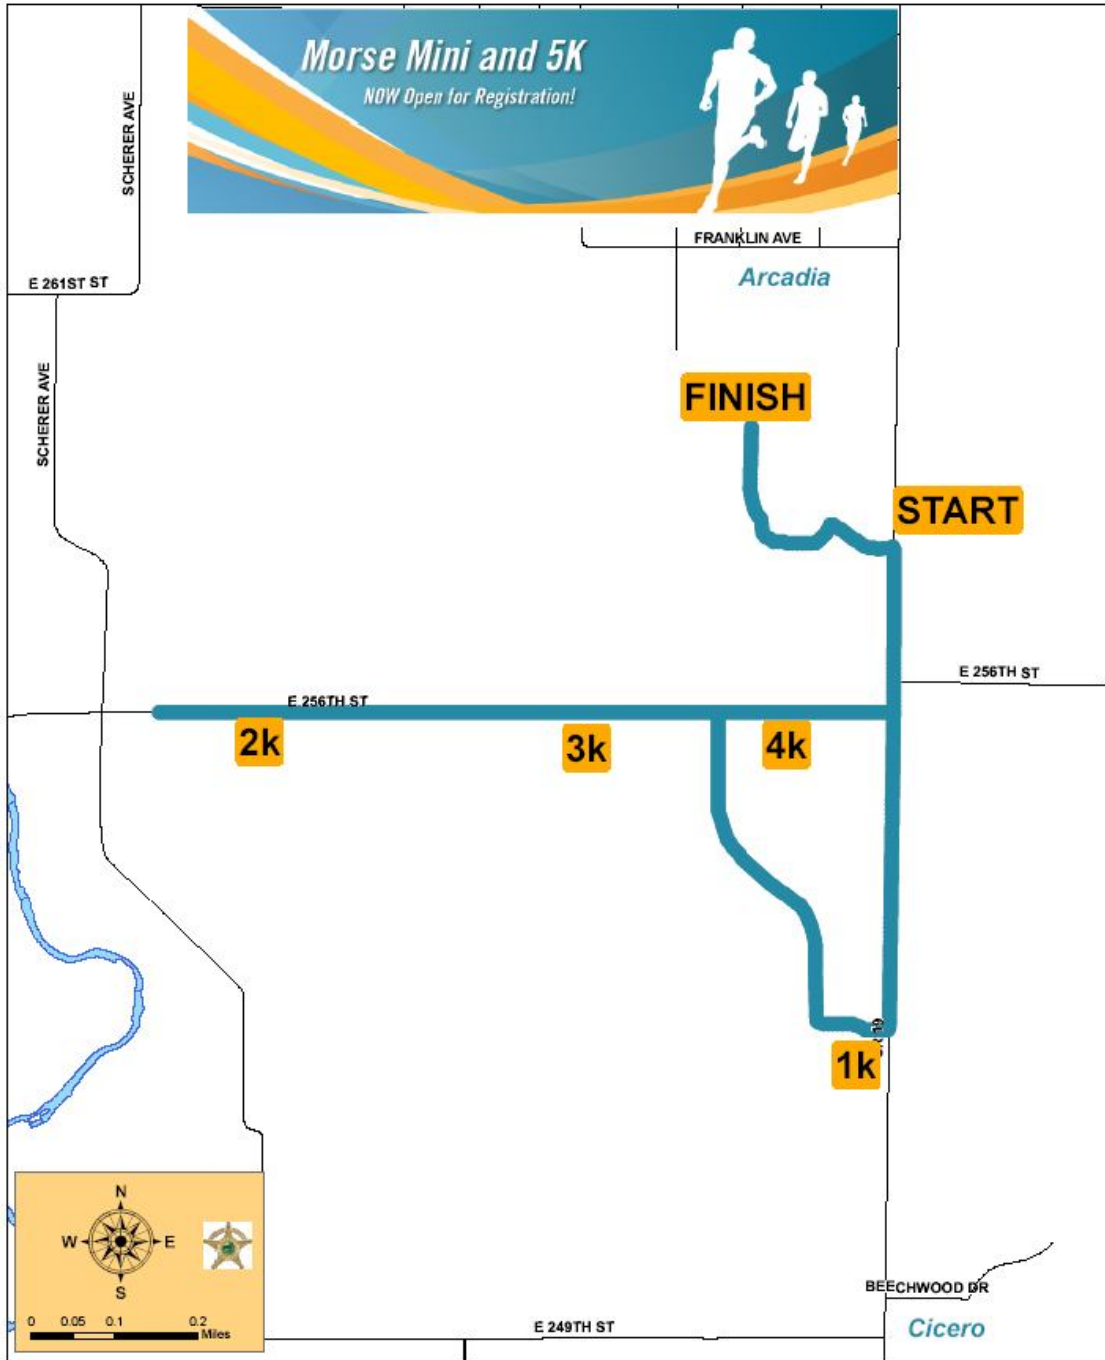 Morse Mini and 5K
NOW Open for Registration!
SCHERER AVE
FRANKLIN AVE
Arcadia
E 261ST ST
SCHERER AVE
FINISH
START
E 256TH ST
E 256TH ST
2k
3k
4k
1k
N
W E
S
0 0.05 0.1 0.2
Miles
BEECHWOOD DR
E 249TH ST
Cicero